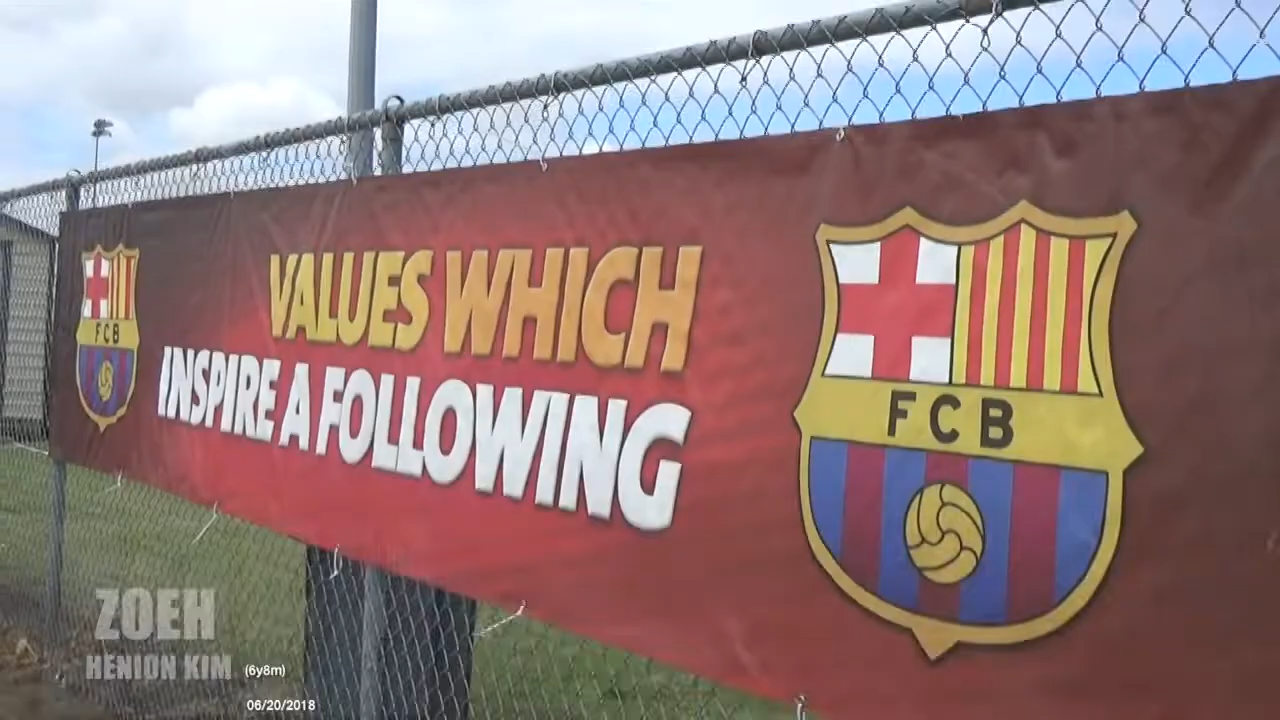 VALUES WHICH
INSPIRE A FOLLOWING
FCB
FCB
ZOEH
HENION KIM (6y8m)
06/20/2018